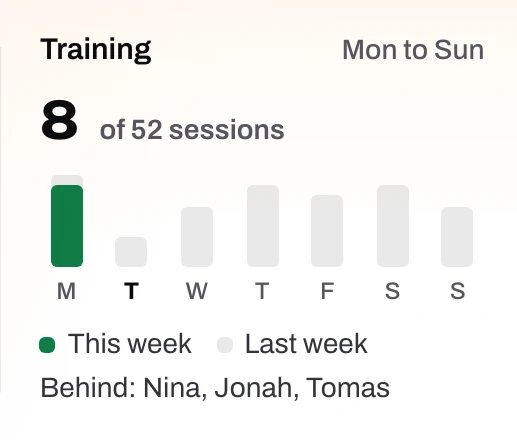 Training Mon to Sun
8 of 52 sessions
M T W T F S S
This week Last week
Behind: Nina, Jonah, Tomas